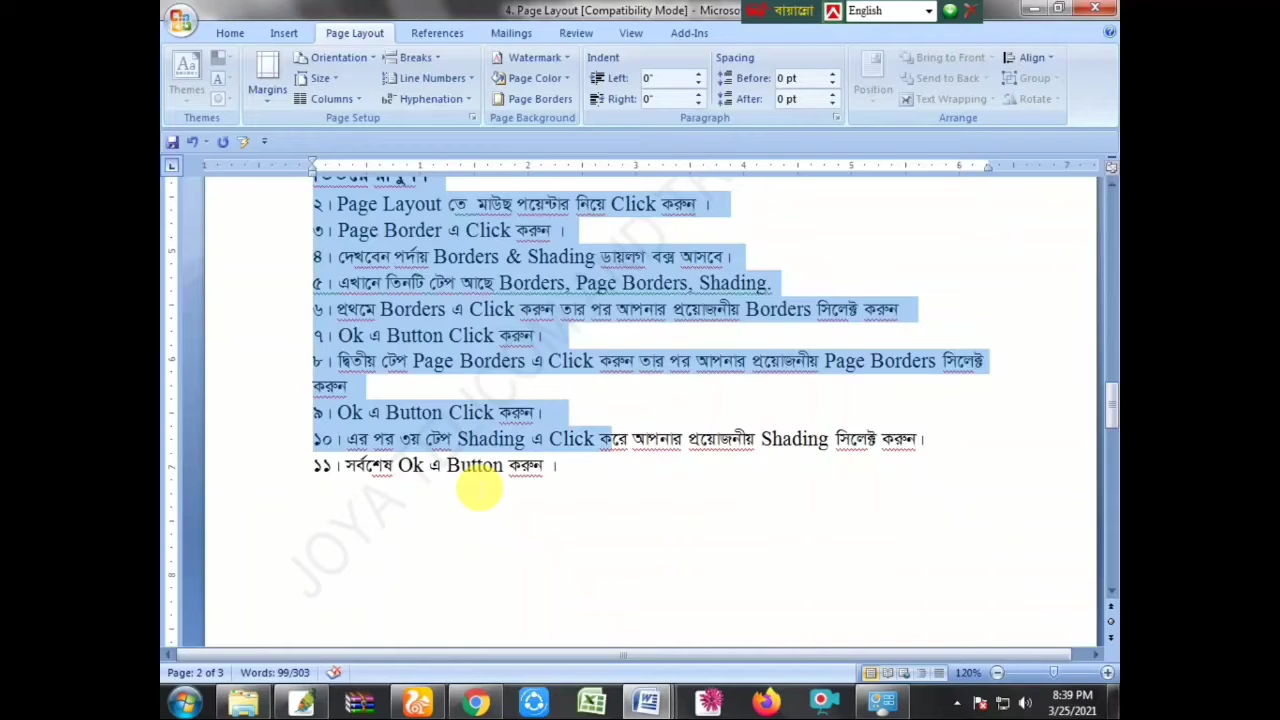 4. Page Layout [Compatibility Mode] - Microso
বায়ান্নো
English
Home Insert Page Layout References Mailings Review View Add-Ins
Orientation Breaks Watermark Indent Spacing Bring to Front Align
Themes Margins Size Line Numbers Page Color Left: 0" Before: 0 pt Position Send to Back Group
Columns Hyphenation Page Borders Right: 0" After: 0 pt Text Wrapping Rotate
Themes Page Setup Page Background Paragraph Arrange
1 1 2 3 4 5 6 7
২। Page Layout তে মাউছ পয়েন্টার নিয়ে Click করুন ।
৩। Page Border এ Click করুন ।
৪। দেখবেন পর্দায় Borders & Shading ডায়লগ বক্স আসবে।
৫। এখানে তিনটি টেপ আছে Borders, Page Borders, Shading.
৬। প্রথমে Borders এ Click করুন তার পর আপনার প্রয়োজনীয় Borders সিলেক্ট করুন
৭। Ok এ Button Click করুন।
৮। দ্বিতীয় টেপ Page Borders এ Click করুন তার পর আপনার প্রয়োজনীয় Page Borders সিলেক্ট
করুন
৯। Ok এ Button Click করুন।
১০। এর পর ৩য় টেপ Shading এ Click করে আপনার প্রয়োজনীয় Shading সিলেক্ট করুন।
১১। সর্বশেষ Ok এ Button করুন ।
Page: 2 of 3 Words: 99/303 120%
8:39 PM
3/25/2021